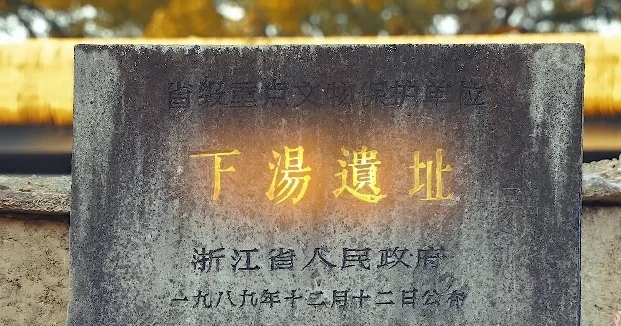 省级重点文物保护单位
下湯遺址
浙江省人民政府
一九八九年十二月十二日公布